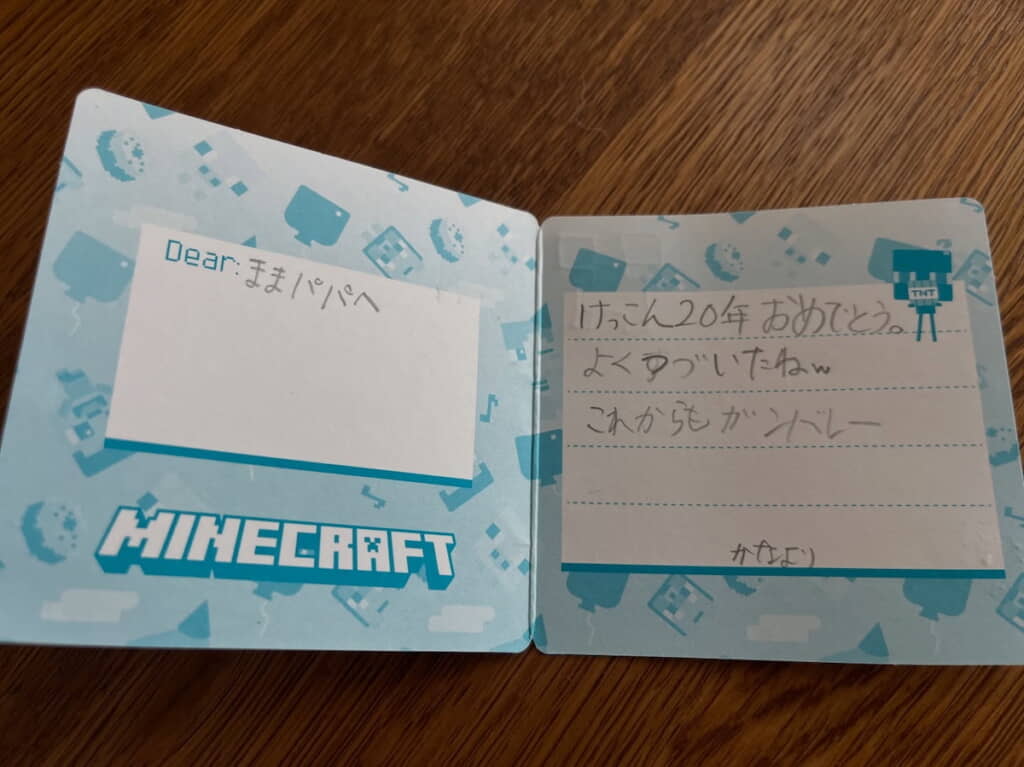 Dear: ままパパへ
MINECRAFT
TNT
けっこん20年 おめでとう。
よくつづいたねw
これからも ガンバレー
かなより